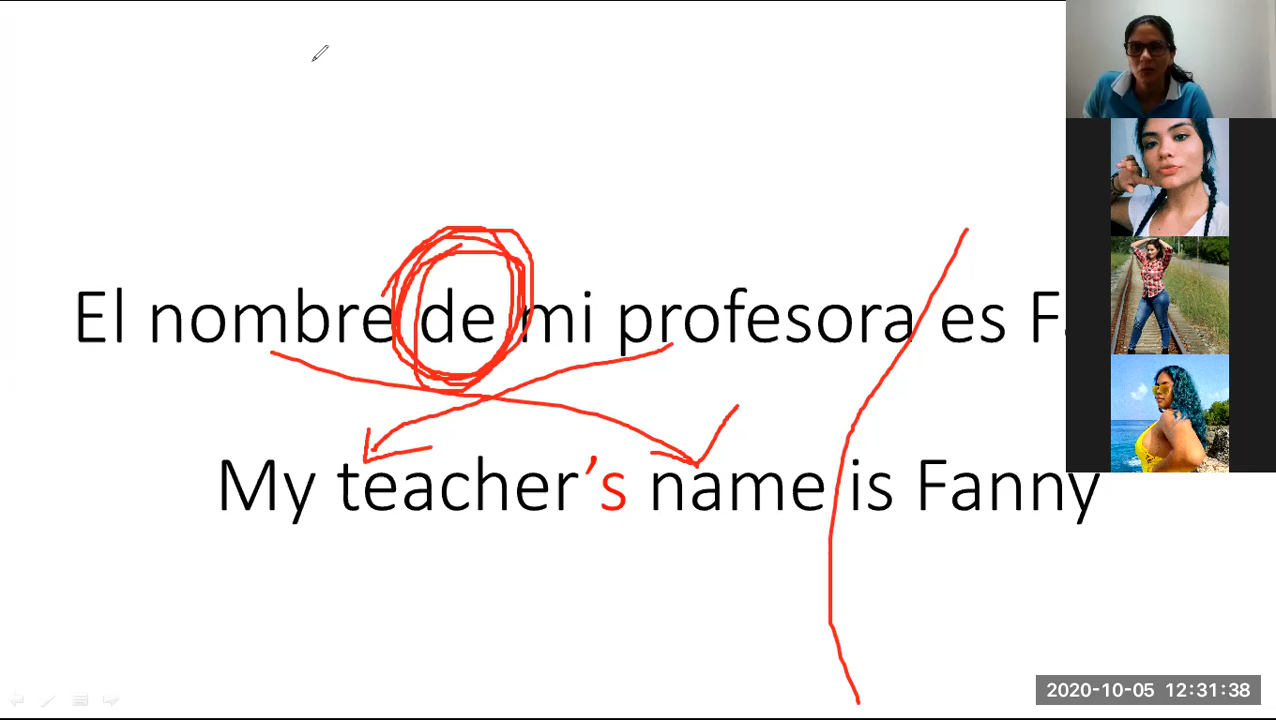 El nombre de mi profesora es
My teacher's name is Fanny
2020-10-05 12:31:38